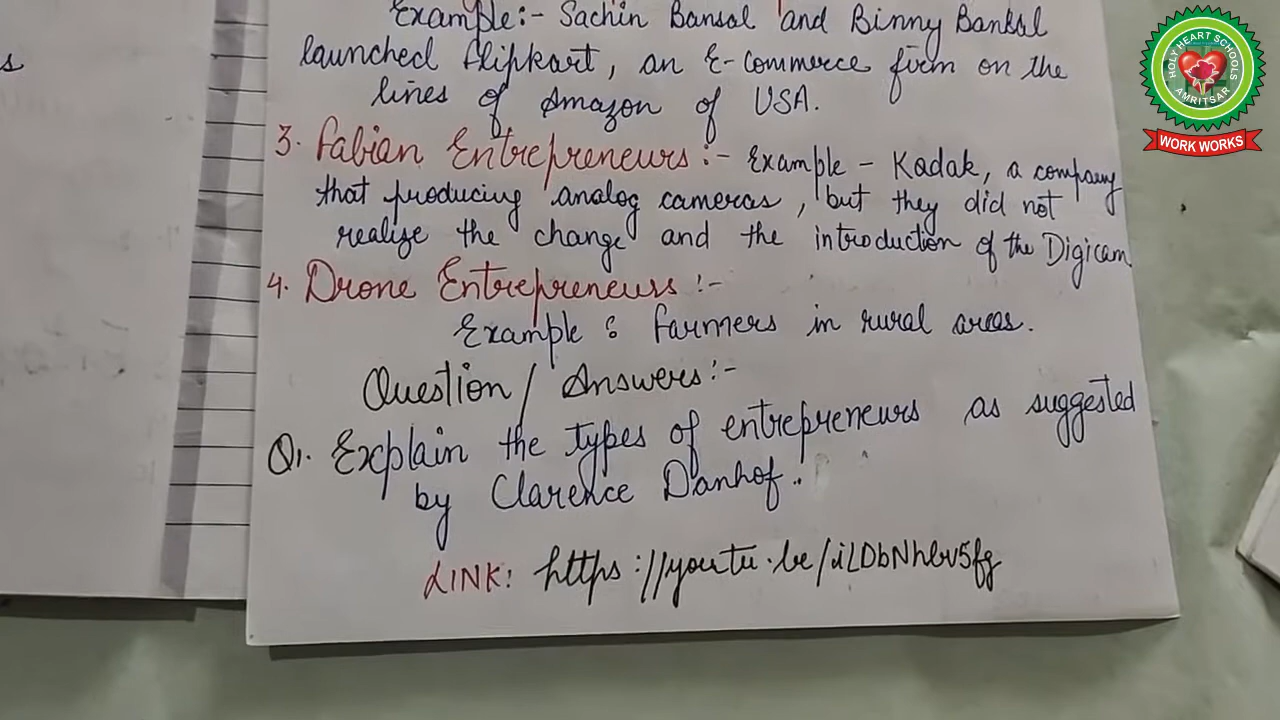 s
Example:- Sachin Bansal and Binny Bansal
launched Flipkart, an E-commerce firm on the
lines of Amazon of USA.
3. Fabian Entrepreneurs :- Example - Kodak, a company
that producing analog cameras, but they did not
realize the change and the introduction of the Digicam
4. Drone Entrepreneurs :-
Example : Farmers in rural areas.
Question / Answers:-
Q1. Explain the types of entrepreneurs as suggested
by Clarence Danhof.
LINK: https://youtu.be/
HOLY HEART SCHOOLS
AMRITSAR
WORK WORKS